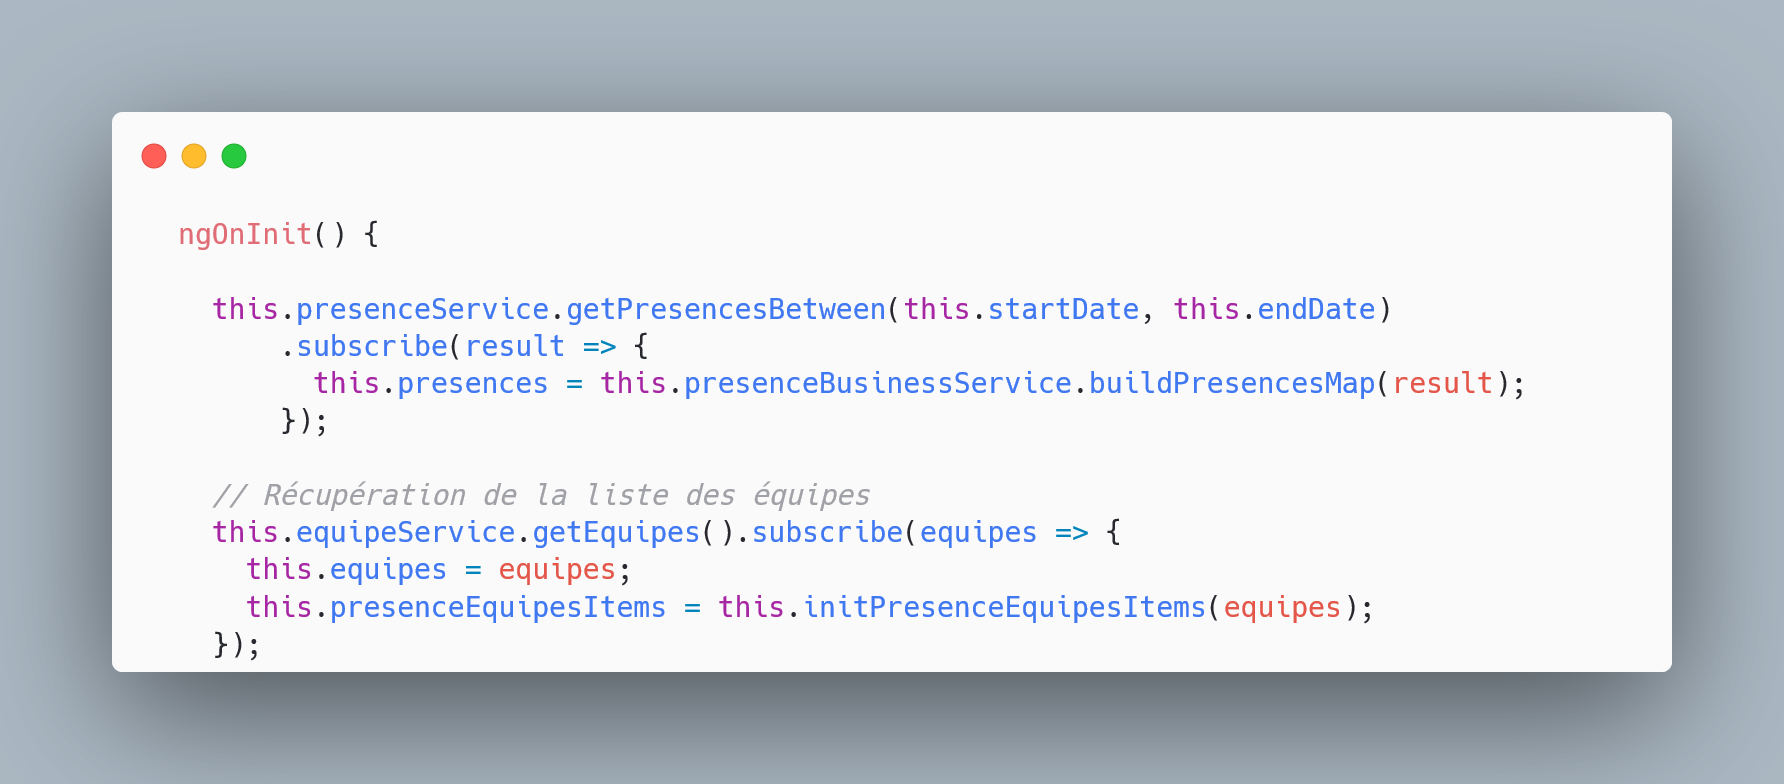 ngOnInit() {
this.presenceService.getPresencesBetween(this.startDate, this.endDate)
.subscribe(result => {
this.presences = this.presenceBusinessService.buildPresencesMap(result);
});
// Récupération de la liste des équipes
this.equipeService.getEquipes().subscribe(equipes => {
this.equipes = equipes;
this.presenceEquipesItems = this.initPresenceEquipesItems(equipes);
});